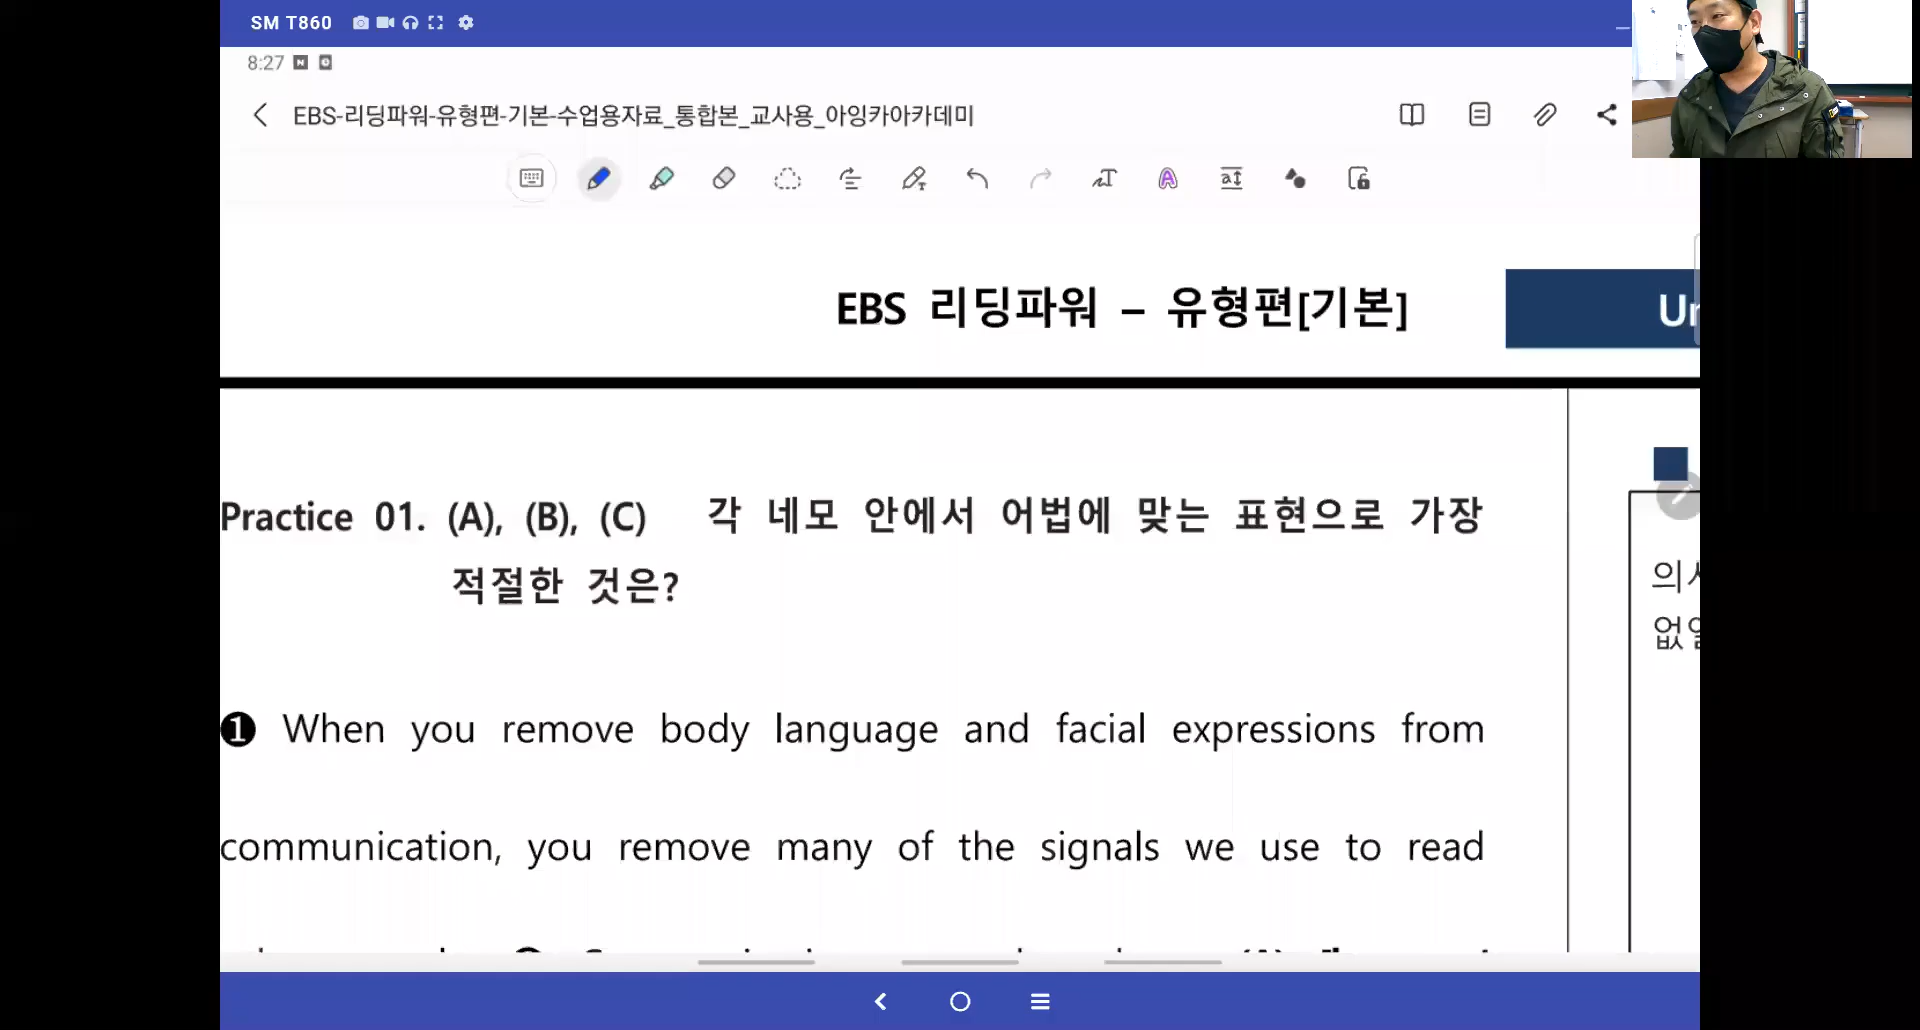 SM T860
8:27
EBS-리딩파워-유형편-기본-수업용자료_통합본_교사용_아잉카아카데미
EBS 리딩파워 – 유형편[기본]
Practice 01. (A), (B), (C) 각 네모 안에서 어법에 맞는 표현으로 가장
적절한 것은?
❶ When you remove body language and facial expressions from
communication, you remove many of the signals we use to read